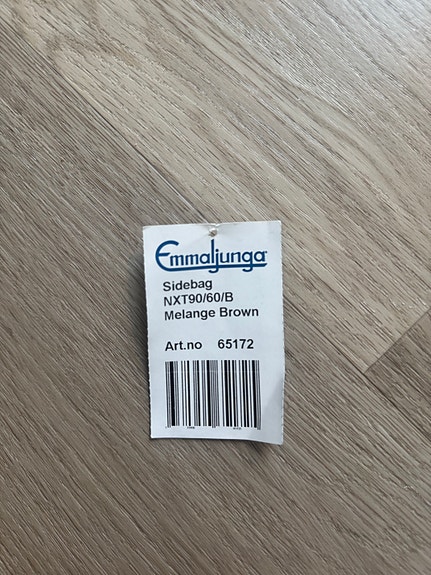 Emmaljunga
Sidebag
NXT90/60/B
Melange Brown
Art.no 65172